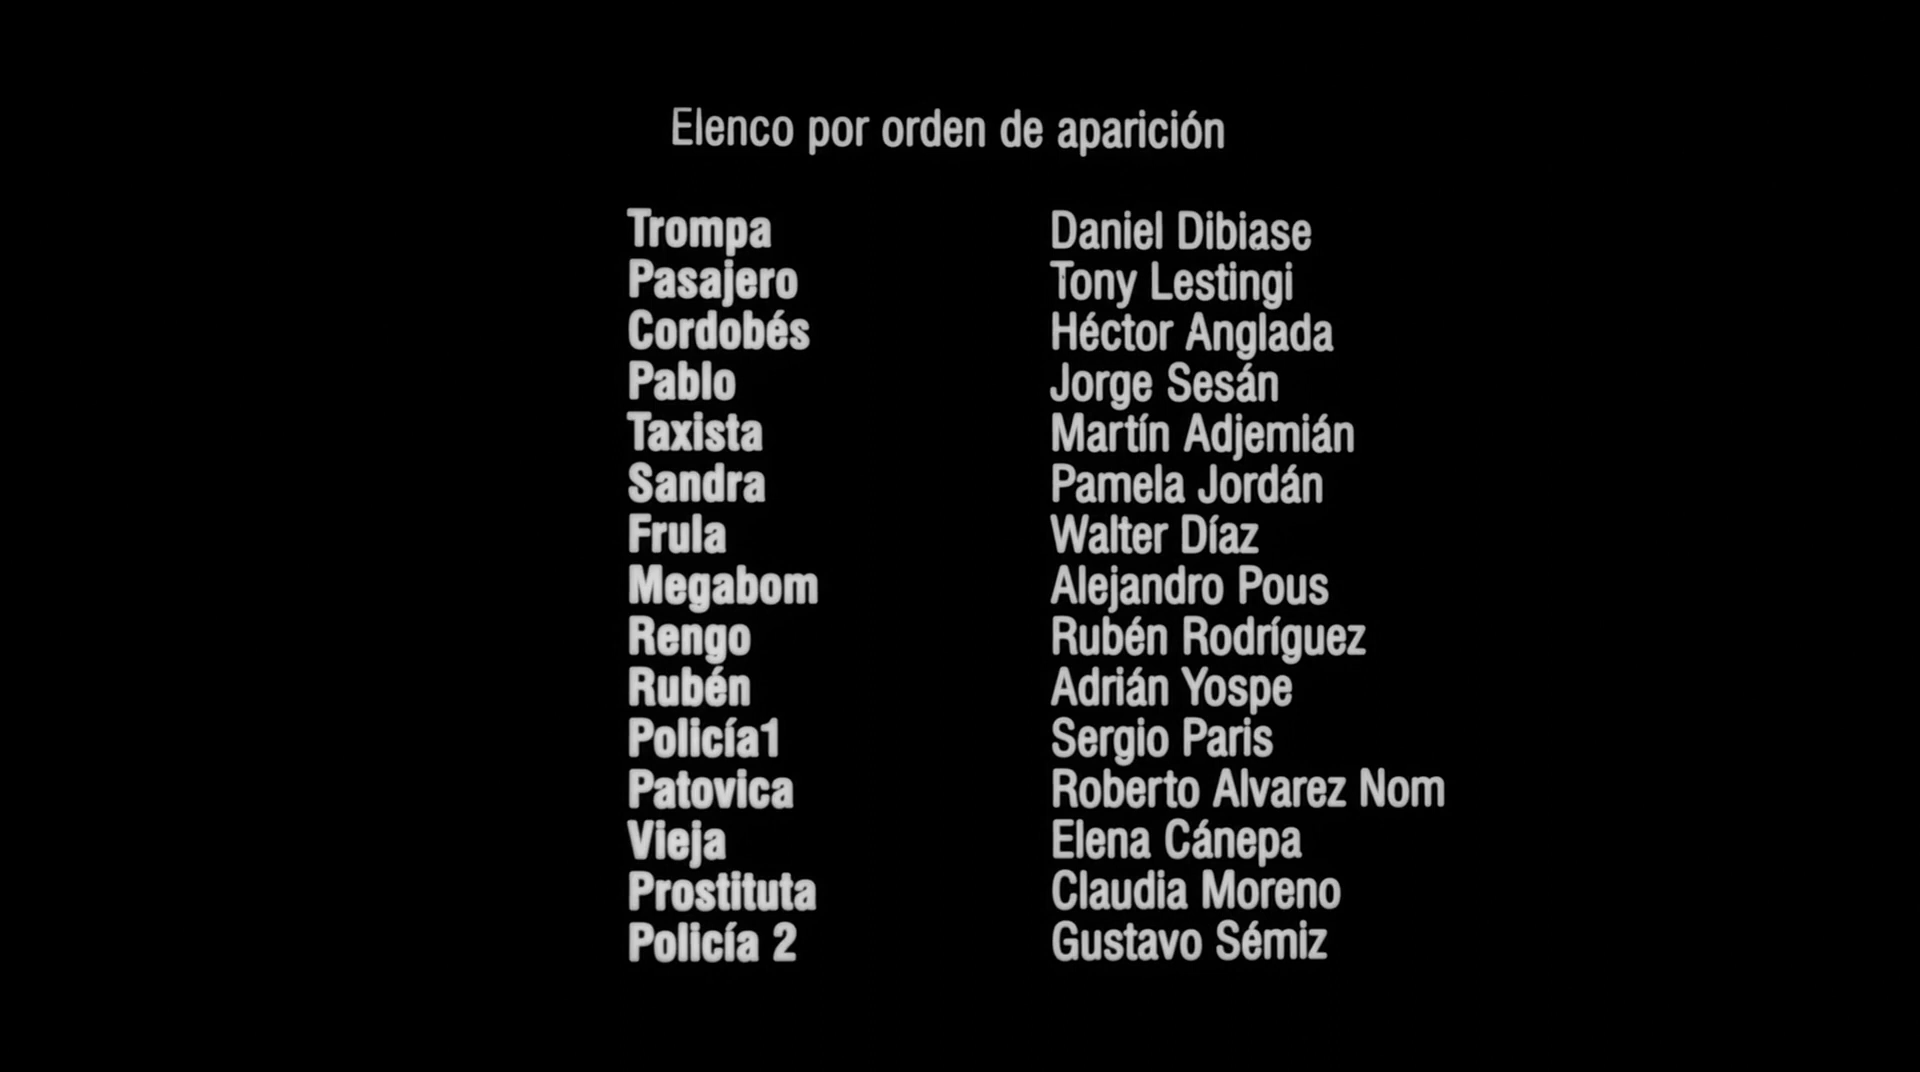 Elenco por orden de aparición
Trompa Daniel Dibiase
Pasajero Tony Lestingi
Cordobés Héctor Anglada
Pablo Jorge Sesán
Taxista Martín Adjemián
Sandra Pamela Jordán
Frula Walter Díaz
Megabom Alejandro Pous
Rengo Rubén Rodríguez
Rubén Adrián Yospe
Policía1 Sergio Paris
Patovica Roberto Alvarez Nom
Vieja Elena Cánepa
Prostituta Claudia Moreno
Policía 2 Gustavo Sémiz